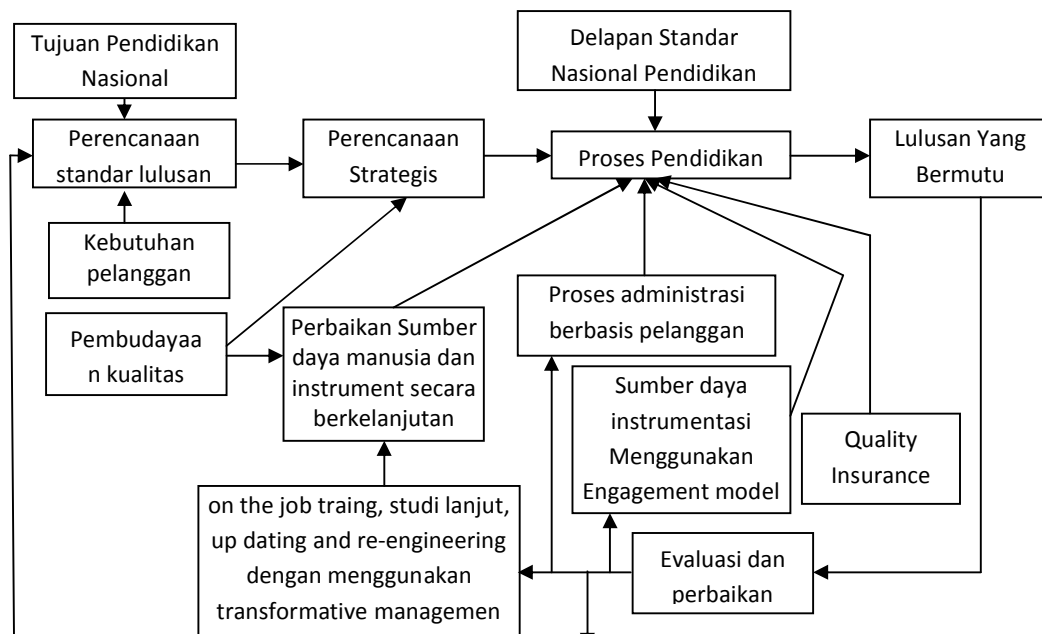 Tujuan Pendidikan
Nasional
Delapan Standar
Nasional Pendidikan
Perencanaan
standar lulusan
Perencanaan
Strategis
Proses Pendidikan
Lulusan Yang
Bermutu
Kebutuhan
pelanggan
Pembudayaa
n kualitas
Perbaikan Sumber
daya manusia dan
instrument secara
berkelanjutan
Proses administrasi
berbasis pelanggan
Sumber daya
instrumentasi
Menggunakan
Engagement model
Quality
Insurance
on the job traing, studi lanjut,
up dating and re-engineering
dengan menggunakan
transformative managemen
Evaluasi dan
perbaikan